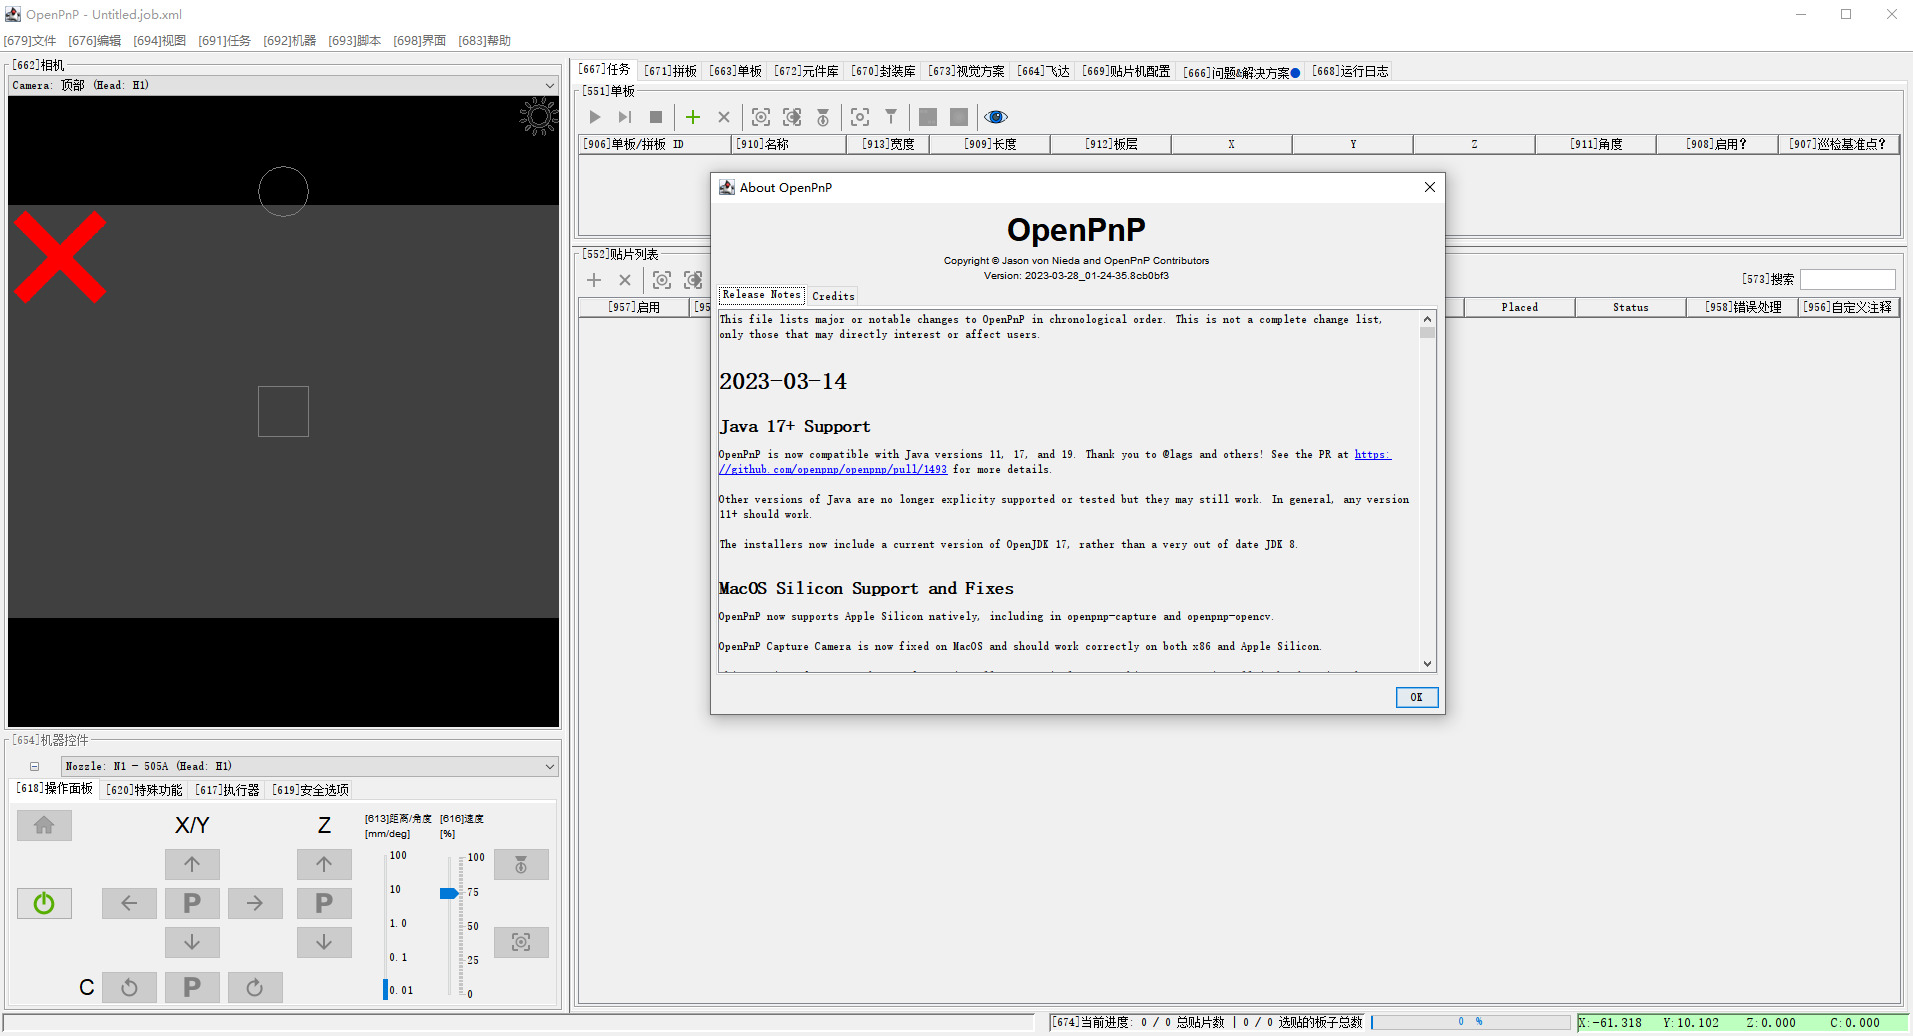 OpenPnP - Untitled.job.xml
[679]文件 [676]编辑 [694]视图 [691]任务 [692]机器 [693]脚本 [698]界面 [683]帮助
[662]相机
Camera: 顶部 (Head: H1)
[667]任务 [671]拼板 [663]单板 [672]元件库 [670]封装库 [673]视觉方案 [664]飞达 [669]贴片机配置 [666]问题&解决方案 [668]运行日志
[551]单板
[906]单板/拼板 ID [910]名称 [913]宽度 [909]长度 [912]板层 X Y Z [911]角度 [908]启用? [907]巡检基准点?
[552]贴片列表
[573]搜索
[957]启用 [95 Placed Status [958]错误处理 [956]自定义注释
About OpenPnP
OpenPnP
Copyright © Jason von Nieda and OpenPnP Contributors
Version: 2023-03-28_01-24-35.8cb0bf3
Release Notes Credits
This file lists major or notable changes to OpenPnP in chronological order. This is not a complete change list,
only those that may directly interest or affect users.
2023-03-14
Java 17+ Support
OpenPnP is now compatible with Java versions 11, 17, and 19. Thank you to @lags and others! See the PR at https:
//github.com/openpnp/openpnp/pull/1493 for more details.
Other versions of Java are no longer explicity supported or tested but they may still work. In general, any version
11+ should work.
The installers now include a current version of OpenJDK 17, rather than a very out of date JDK 8.
MacOS Silicon Support and Fixes
OpenPnP now supports Apple Silicon natively, including in openpnp-capture and openpnp-opencv.
OpenPnP Capture Camera is now fixed on MacOS and should work correctly on both x86 and Apple Silicon.
OK
[654]机器控件
Nozzle: N1 - 505A (Head: H1)
[618]操作面板 [620]特殊功能 [617]执行器 [619]安全选项
X/Y Z [613]距离/角度 [616]速度
[mm/deg] [%]
100 100
10 75
P P
1.0 50
0.1 25
0.01 0
C P
[674]当前进度: 0 / 0 总贴片数 | 0 / 0 选贴的板子总数 0 % X:-61.318 Y:10.102 Z:0.000 C:0.000